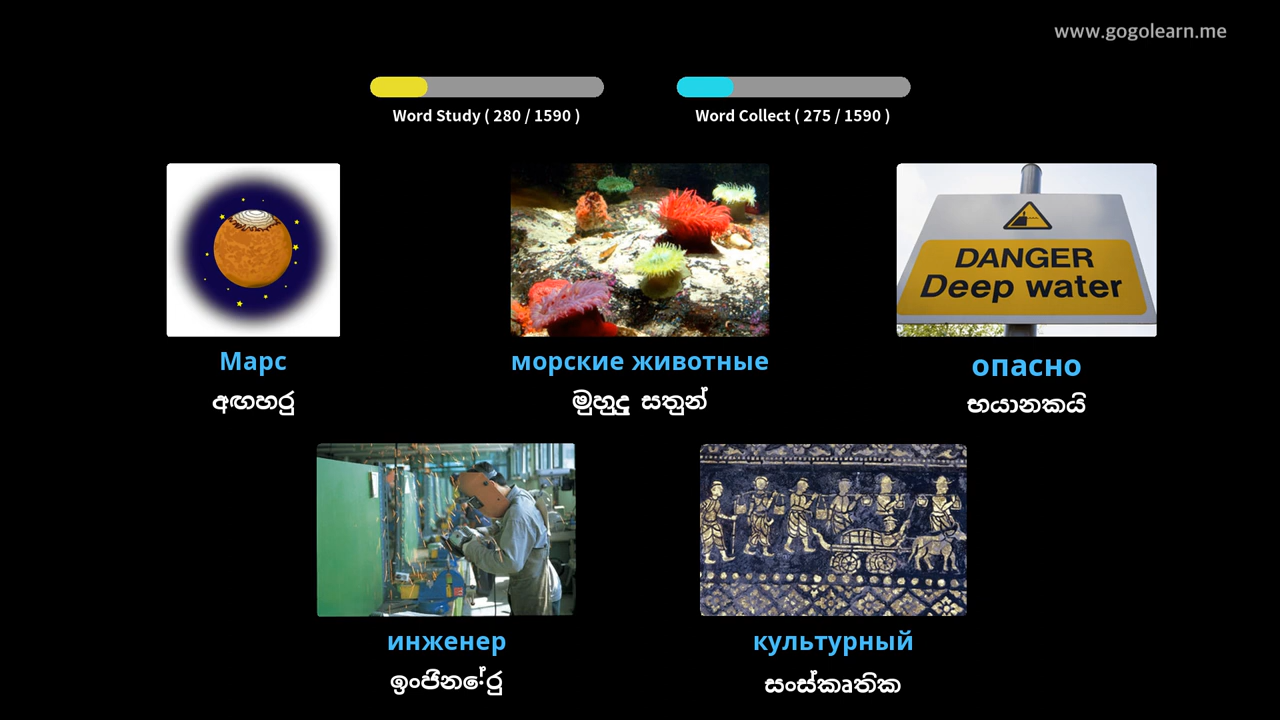 www.gogolearn.me
Word Study ( 280 / 1590 )
Word Collect ( 275 / 1590 )
DANGER
Deep water
Марс
морские животные
опасно
අඟහරු
මුහුදු සතුන්
භයානකයි
инженер
культурный
ඉංජිනේරු
සංස්කෘතික